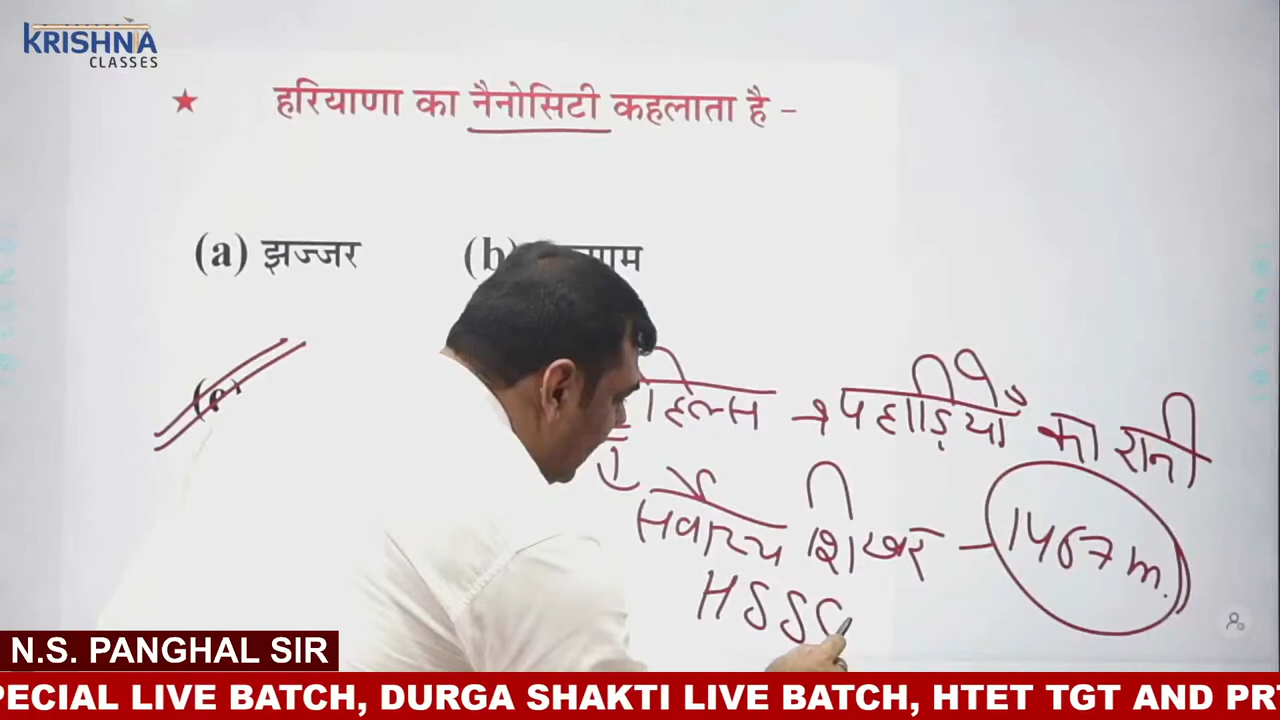 KRISHNA
CLASSES
★ हरियाणा का नैनोसिटी कहलाता है -
(a) झज्जर (b)
हिल्स → पहाड़ियों का रानी
सर्वोच्च शिखर - 1467 m.
HSSC
N.S. PANGHAL SIR
PECIAL LIVE BATCH, DURGA SHAKTI LIVE BATCH, HTET TGT AND PR